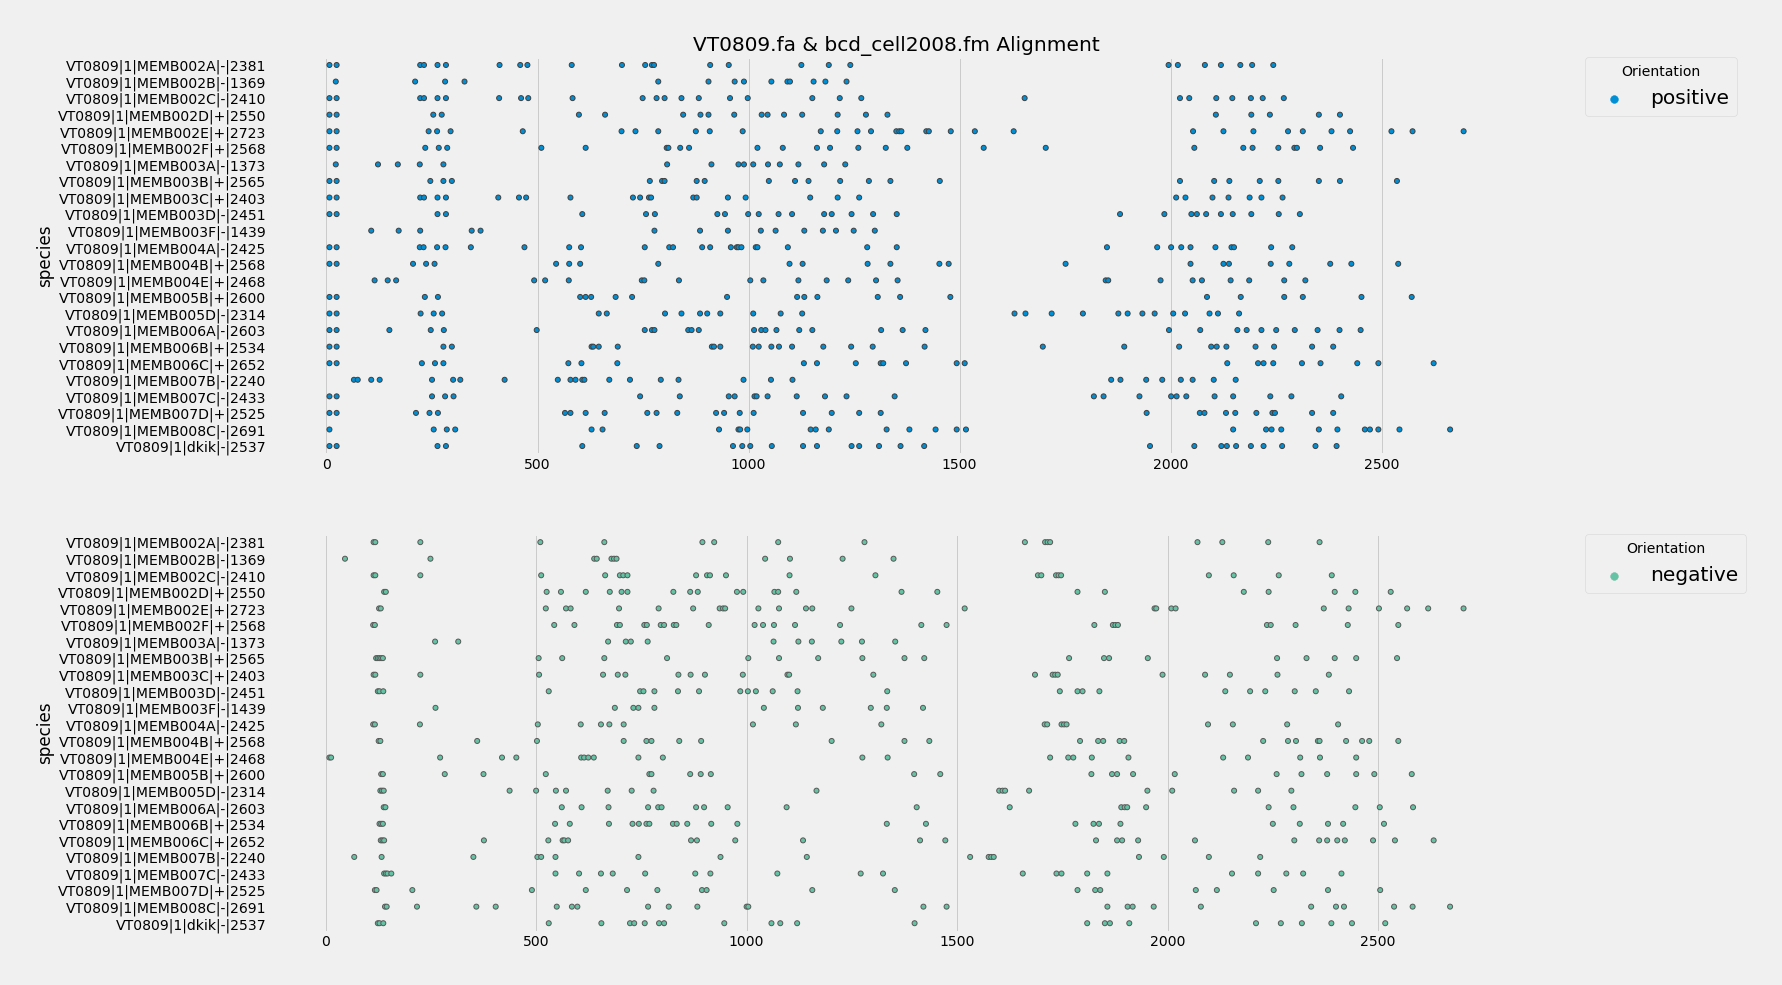 VT0809.fa & bcd_cell2008.fm Alignment
VT0809|1|MEMB002A|-|2381
VT0809|1|MEMB002B|-|1369
VT0809|1|MEMB002C|-|2410
VT0809|1|MEMB002D|+|2550
VT0809|1|MEMB002E|+|2723
VT0809|1|MEMB002F|+|2568
VT0809|1|MEMB003A|-|1373
VT0809|1|MEMB003B|+|2565
VT0809|1|MEMB003C|+|2403
VT0809|1|MEMB003D|-|2451
VT0809|1|MEMB003F|-|1439
VT0809|1|MEMB004A|-|2425
VT0809|1|MEMB004B|+|2568
VT0809|1|MEMB004E|+|2468
VT0809|1|MEMB005B|+|2600
VT0809|1|MEMB005D|-|2314
VT0809|1|MEMB006A|-|2603
VT0809|1|MEMB006B|+|2534
VT0809|1|MEMB006C|+|2652
VT0809|1|MEMB007B|-|2240
VT0809|1|MEMB007C|-|2433
VT0809|1|MEMB007D|+|2525
VT0809|1|MEMB008C|-|2691
VT0809|1|dkik|-|2537
species
0 500 1000 1500 2000 2500
Orientation
positive
VT0809|1|MEMB002A|-|2381
VT0809|1|MEMB002B|-|1369
VT0809|1|MEMB002C|-|2410
VT0809|1|MEMB002D|+|2550
VT0809|1|MEMB002E|+|2723
VT0809|1|MEMB002F|+|2568
VT0809|1|MEMB003A|-|1373
VT0809|1|MEMB003B|+|2565
VT0809|1|MEMB003C|+|2403
VT0809|1|MEMB003D|-|2451
VT0809|1|MEMB003F|-|1439
VT0809|1|MEMB004A|-|2425
VT0809|1|MEMB004B|+|2568
VT0809|1|MEMB004E|+|2468
VT0809|1|MEMB005B|+|2600
VT0809|1|MEMB005D|-|2314
VT0809|1|MEMB006A|-|2603
VT0809|1|MEMB006B|+|2534
VT0809|1|MEMB006C|+|2652
VT0809|1|MEMB007B|-|2240
VT0809|1|MEMB007C|-|2433
VT0809|1|MEMB007D|+|2525
VT0809|1|MEMB008C|-|2691
VT0809|1|dkik|-|2537
species
0 500 1000 1500 2000 2500
Orientation
negative